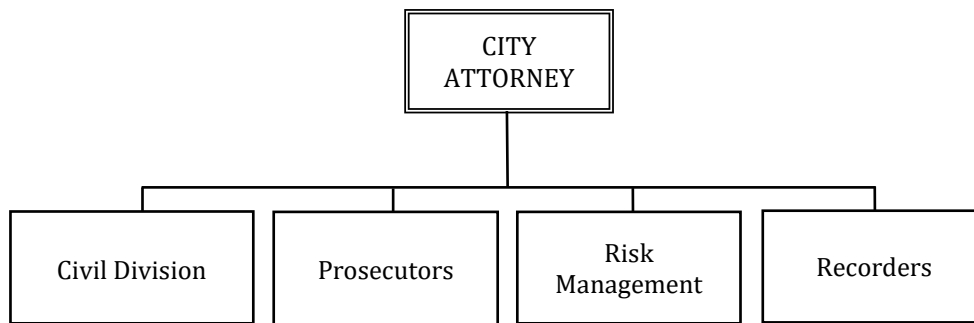 CITY
ATTORNEY
Civil Division
Prosecutors
Risk
Management
Recorders